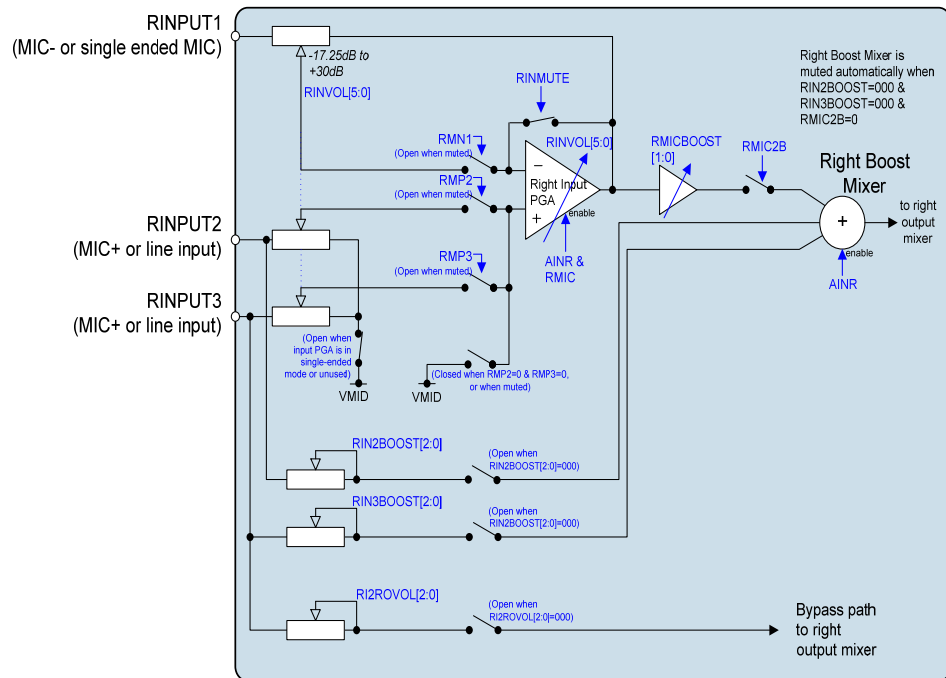 RINPUT1
(MIC- or single ended MIC)
-17.25dB to
+30dB
RINVOL[5:0]
RINMUTE
Right Boost Mixer is
muted automatically when
RIN2BOOST=000 &
RIN3BOOST=000 &
RMIC2B=0
RMN1
(Open when muted)
RINVOL[5:0]
RMICBOOST
[1:0]
RMIC2B
Right Boost
Mixer
RMP2
(Open when muted)
−
Right Input
PGA
+
enable
+
enable
to right
output
mixer
RINPUT2
(MIC+ or line input)
RMP3
(Open when muted)
AINR &
RMIC
AINR
RINPUT3
(MIC+ or line input)
(Open when
input PGA is in
single-ended
mode or unused)
VMID
(Closed when RMP2=0 & RMP3=0,
or when muted)
VMID
RIN2BOOST[2:0]
(Open when
RIN2BOOST[2:0]=000)
RIN3BOOST[2:0]
(Open when
RIN2BOOST[2:0]=000)
RI2ROVOL[2:0]
(Open when
RI2ROVOL[2:0]=000)
Bypass path
to right
output mixer